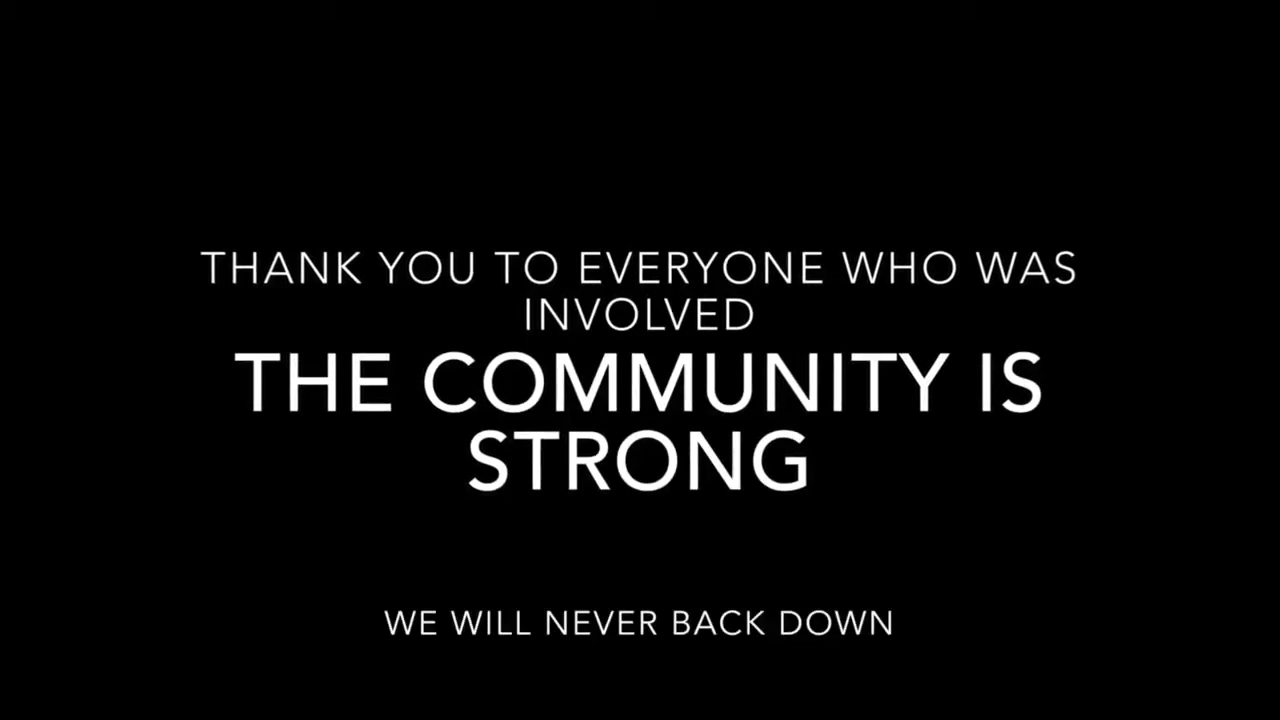 THANK YOU TO EVERYONE WHO WAS
INVOLVED
THE COMMUNITY IS
STRONG
WE WILL NEVER BACK DOWN